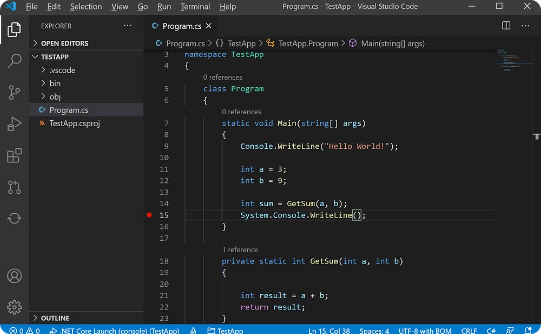 File Edit Selection View Go Run Terminal Help Program.cs - TestApp - Visual Studio Code
EXPLORER
Program.cs
OPEN EDITORS
Program.cs {} TestApp TestApp.Program Main(string[] args)
TESTAPP
.vscode
bin
obj
Program.cs
TestApp.csproj
OUTLINE
3 namespace TestApp
4 {
0 references
5 class Program
6 {
0 references
7 static void Main(string[] args)
8 {
9 Console.WriteLine("Hello World!");
10
11 int a = 3;
12 int b = 9;
13
14 int sum = GetSum(a, b);
15 System.Console.WriteLine();
16 }
17
1 reference
18 private static int GetSum(int a, int b)
19 {
20
21 int result = a + b;
22 return result;
23 }
0 0 .NET Core Launch (console) (TestApp) TestApp Ln 15, Col 38 Spaces: 4 UTF-8 with BOM CRLF C#